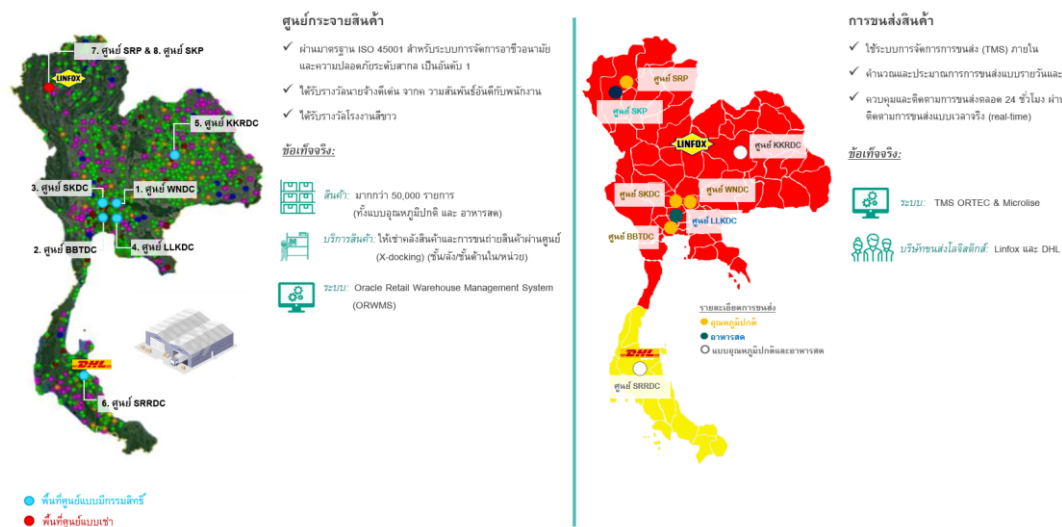 ศูนย์กระจายสินค้า
✓ ผ่านมาตรฐาน ISO 45001 สำหรับระบบการจัดการอาชีวอนามัย
และความปลอดภัยระดับสากล เป็นอันดับ 1
✓ ได้รับรางวัลนายจ้างดีเด่น จากความสัมพันธ์อันดีกับพนักงาน
✓ ได้รับรางวัลโรงงานสีขาว
ข้อเท็จจริง:
สินค้า: มากกว่า 50,000 รายการ
(ทั้งแบบอุณหภูมิปกติ และ อาหารสด)
บริการสินค้า: ให้เช่าคลังสินค้าและการขนถ่ายสินค้าผ่านศูนย์
(X-docking) (ชั้น/ลัง/ชั้นด้านใน/หน่วย)
ระบบ: Oracle Retail Warehouse Management System
(ORWMS)
7. ศูนย์ SRP & 8. ศูนย์ SKP
LINFOX
5. ศูนย์ KKRDC
3. ศูนย์ SKDC
1. ศูนย์ WNDC
2. ศูนย์ BBTDC
4. ศูนย์ LLKDC
DHL
6. ศูนย์ SRRDC
พื้นที่ศูนย์แบบมีกรรมสิทธิ์
พื้นที่ศูนย์แบบเช่า
การขนส่งสินค้า
✓ ใช้ระบบการจัดการการขนส่ง (TMS) ภายใน
✓ คำนวณและประมาณการการขนส่งแบบรายวันและ
✓ ควบคุมและติดตามการขนส่งตลอด 24 ชั่วโมง ผ่าน
ติดตามการขนส่งแบบเวลาจริง (real-time)
ข้อเท็จจริง:
ระบบ: TMS ORTEC & Microlise
บริษัทขนส่งโลจิสติกส์: Linfox และ DHL
ศูนย์ SRP
ศูนย์ SKP
LINFOX
ศูนย์ KKRDC
ศูนย์ SKDC
ศูนย์ WNDC
ศูนย์ LLKDC
ศูนย์ BBTDC
รายละเอียดการขนส่ง
อุณหภูมิปกติ
อาหารสด
แบบอุณหภูมิปกติและอาหารสด
DHL
ศูนย์ SRRDC